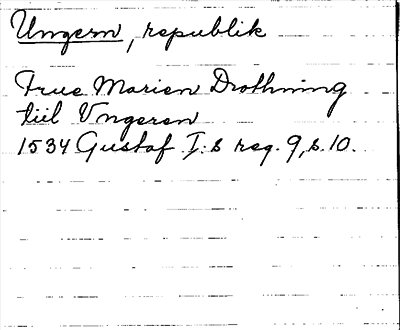 Ungern, republik
Frue Marien Drothning
tiil Vngeren
1534 Gustaf I:s reg. 9, s. 10.